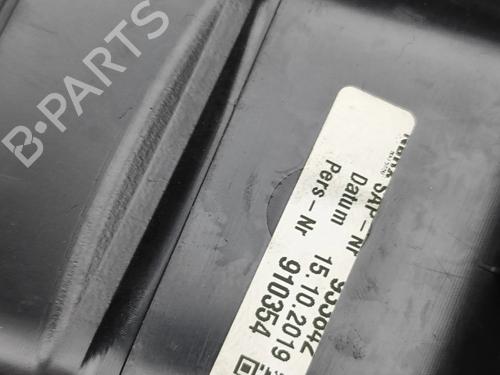 B-PARTS
SAP-Nr
Datum 15.10.2019
Pers-Nr 910354